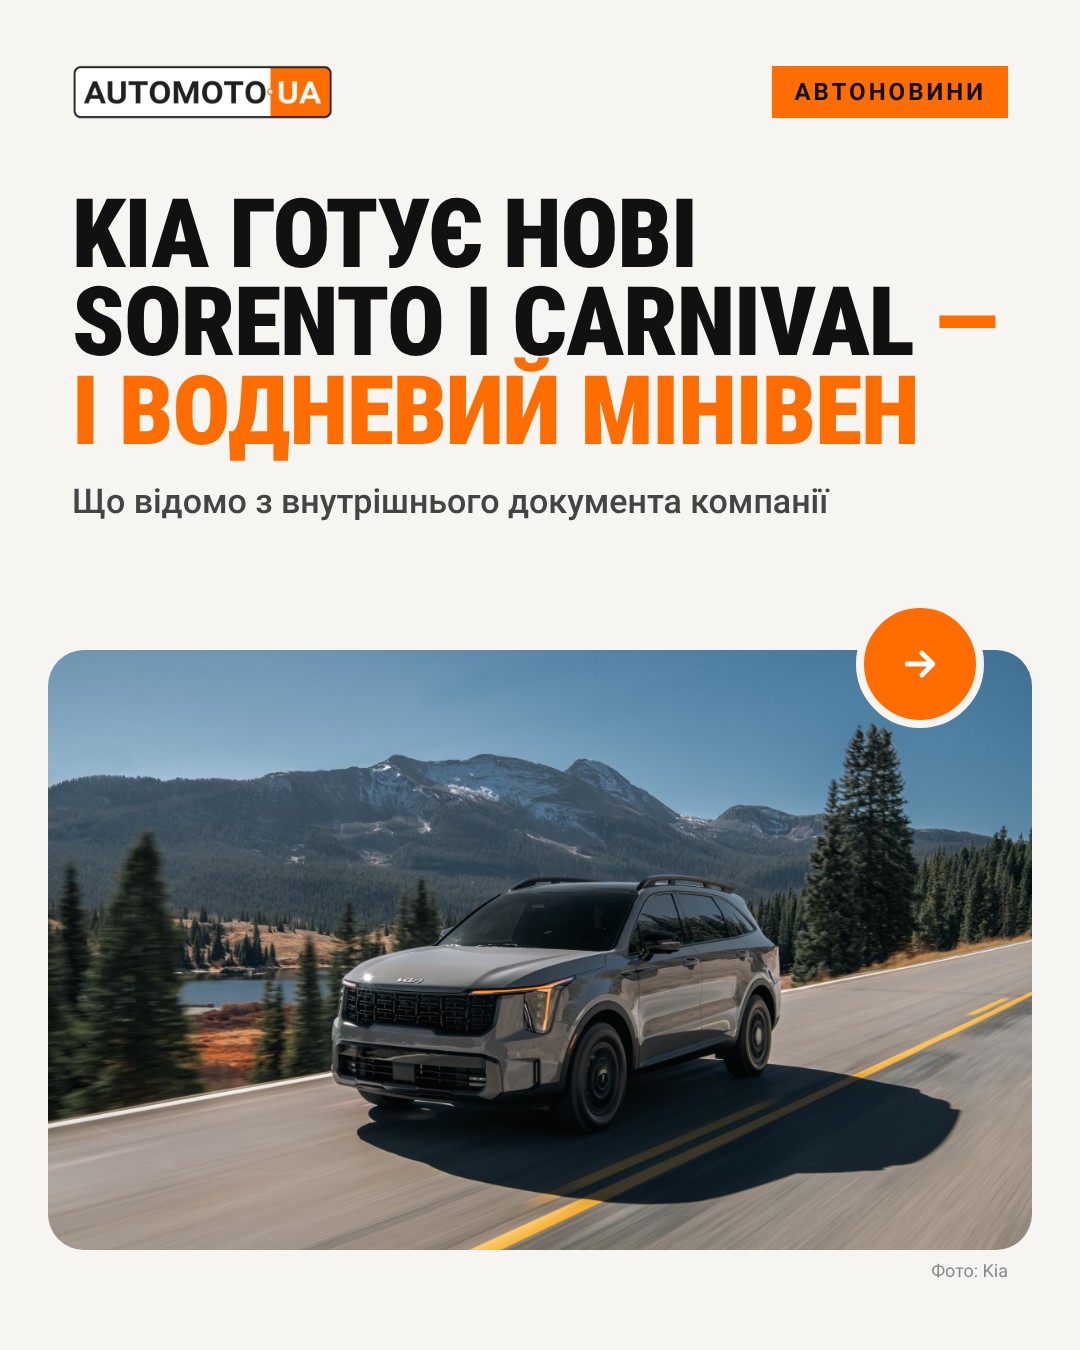 AUTOMOTO UA
АВТОНОВИНИ
KIA ГОТУЄ НОВІ
SORENTO І CARNIVAL —
І ВОДНЕВИЙ МІНІВЕН
Що відомо з внутрішнього документа компанії
Фото: Kia